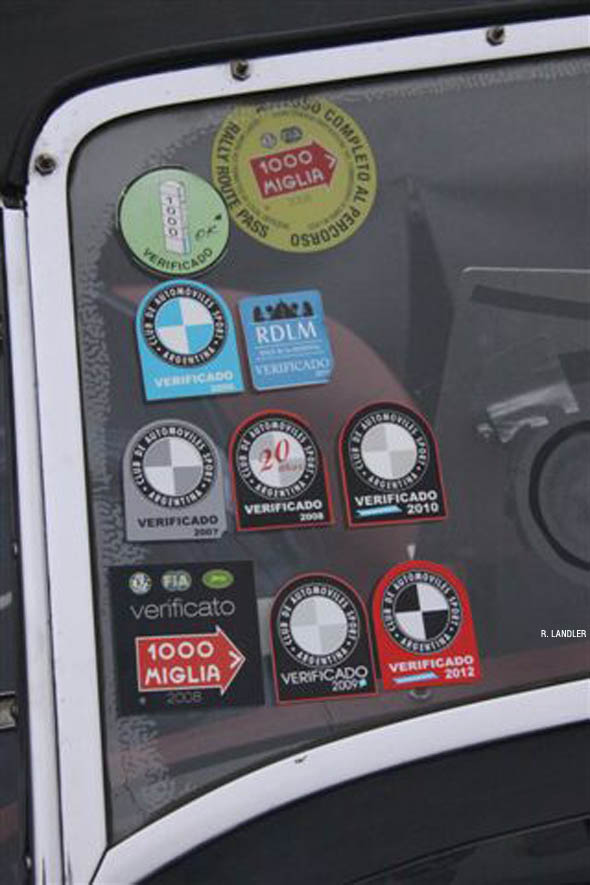 ACCESSO COMPLETO AL PERCORSO
RALLY ROUTE PASS
FIA
1000
MIGLIA
2008
1000
OK
VERIFICADO
CLUB DE AUTOMOVILES SPORT
ARGENTINA
VERIFICADO
RDLM
VERIFICADO
CLUB DE AUTOMOVILES SPORT
ARGENTINA
VERIFICADO
2007
CLUB DE AUTOMOVILES SPORT
20
años
ARGENTINA
VERIFICADO
2008
CLUB DE AUTOMOVILES SPORT
ARGENTINA
VERIFICADO
2010
FIA
verificato
1000
MIGLIA
2008
CLUB DE AUTOMOVILES SPORT
ARGENTINA
VERIFICADO
2009
CLUB DE AUTOMOVILES SPORT
ARGENTINA
VERIFICADO
2012
R. LANDLER